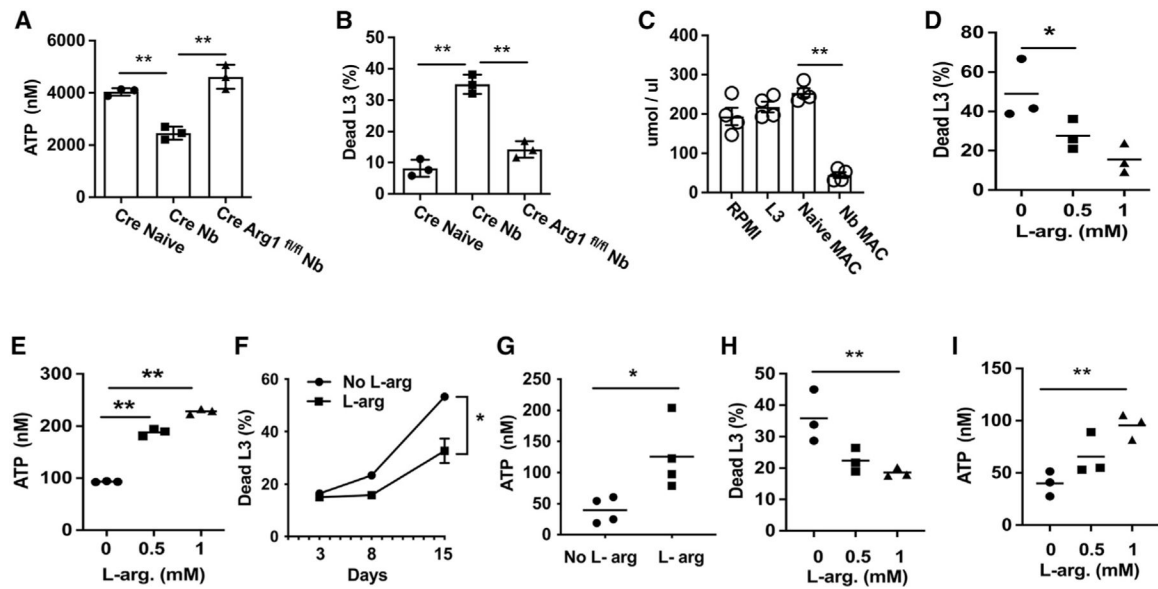 A
ATP (nM)
6000
4000
2000
0
**
**
Cre Naive
Cre Nb
Cre Arg1 fl/fl Nb
B
Dead L3 (%)
50
40
30
20
10
0
**
**
Cre Naive
Cre Nb
Cre Arg1 fl/fl Nb
C
umol / ul
400
300
200
100
0
**
RPMI
L3
Naive MAC
Nb MAC
D
Dead L3 (%)
80
60
40
20
0
*
0 0.5 1
L-arg. (mM)
E
ATP (nM)
300
200
100
0
**
**
0 0.5 1
L-arg. (mM)
F
Dead L3 (%)
60
40
20
0
No L-arg
L-arg
*
3 8 15
Days
G
ATP (nM)
250
200
150
100
50
0
*
No L- arg L- arg
H
Dead L3 (%)
50
40
30
20
10
0
**
0 0.5 1
L-arg. (mM)
I
ATP (nM)
150
100
50
0
**
0 0.5 1
L-arg. (mM)